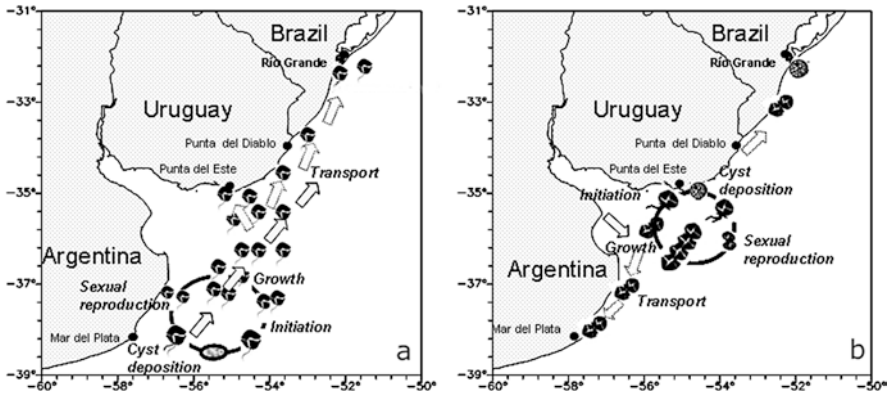 -31°
Brazil
Río Grande
-33°
Uruguay
Punta del Diablo
Punta del Este
Transport
-35°
Argentina
Growth
Sexual
reproduction
-37°
Initiation
Mar del Plata
Cyst
deposition
a
-39°
-60 -58 -56 -54 -52 -50°
-31°
Brazil
Río Grande
-33°
Uruguay
Punta del Diablo
Punta del Este
Cyst
deposition
-35°
Initiation
Growth
Sexual
reproduction
Argentina
-37°
Transport
Mar del Plata
b
-39°
-60° -58° -56° -54° -52° -50°